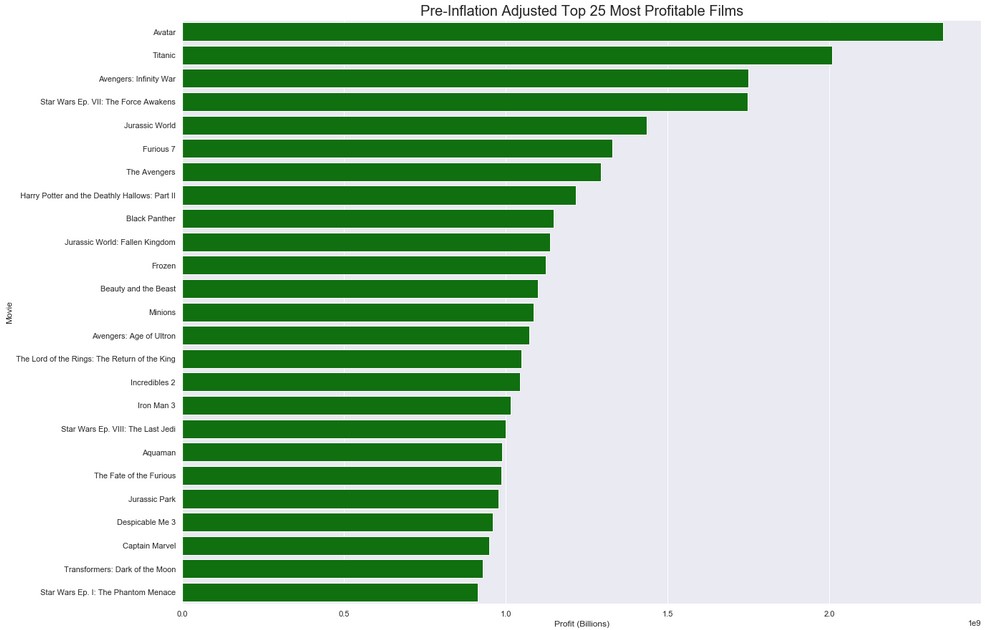 Pre-Inflation Adjusted Top 25 Most Profitable Films
Movie
Avatar
Titanic
Avengers: Infinity War
Star Wars Ep. VII: The Force Awakens
Jurassic World
Furious 7
The Avengers
Harry Potter and the Deathly Hallows: Part II
Black Panther
Jurassic World: Fallen Kingdom
Frozen
Beauty and the Beast
Minions
Avengers: Age of Ultron
The Lord of the Rings: The Return of the King
Incredibles 2
Iron Man 3
Star Wars Ep. VIII: The Last Jedi
Aquaman
The Fate of the Furious
Jurassic Park
Despicable Me 3
Captain Marvel
Transformers: Dark of the Moon
Star Wars Ep. I: The Phantom Menace
0.0 0.5 1.0 1.5 2.0
1e9
Profit (Billions)